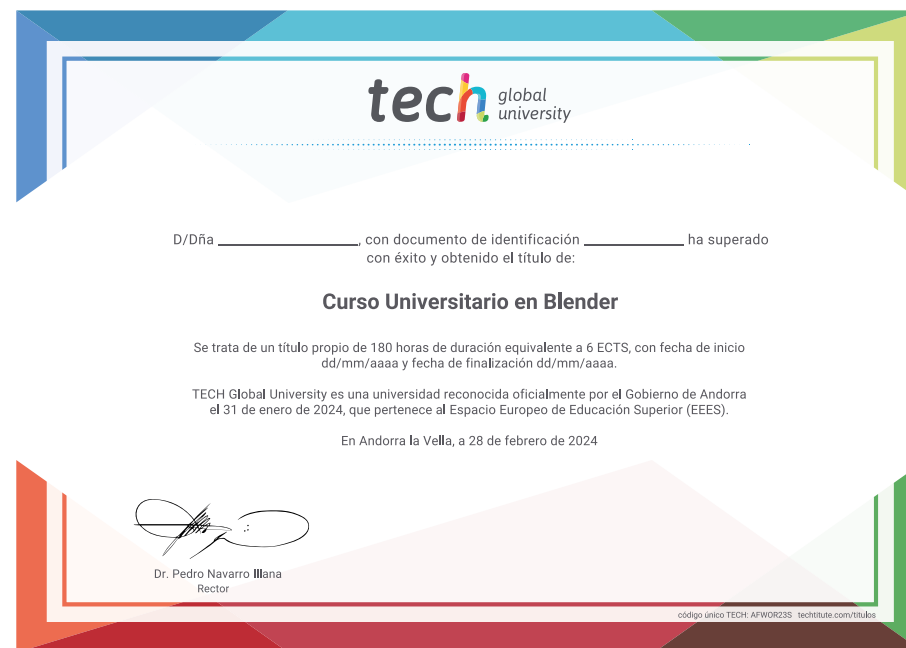 tech global university
D/Dña ____________________, con documento de identificación ______________ ha superado
con éxito y obtenido el título de:
Curso Universitario en Blender
Se trata de un título propio de 180 horas de duración equivalente a 6 ECTS, con fecha de inicio
dd/mm/aaaa y fecha de finalización dd/mm/aaaa.
TECH Global University es una universidad reconocida oficialmente por el Gobierno de Andorra
el 31 de enero de 2024, que pertenece al Espacio Europeo de Educación Superior (EEES).
En Andorra la Vella, a 28 de febrero de 2024
Dr. Pedro Navarro Illana
Rector
código único TECH: AFWOR23S techtitute.com/titulos